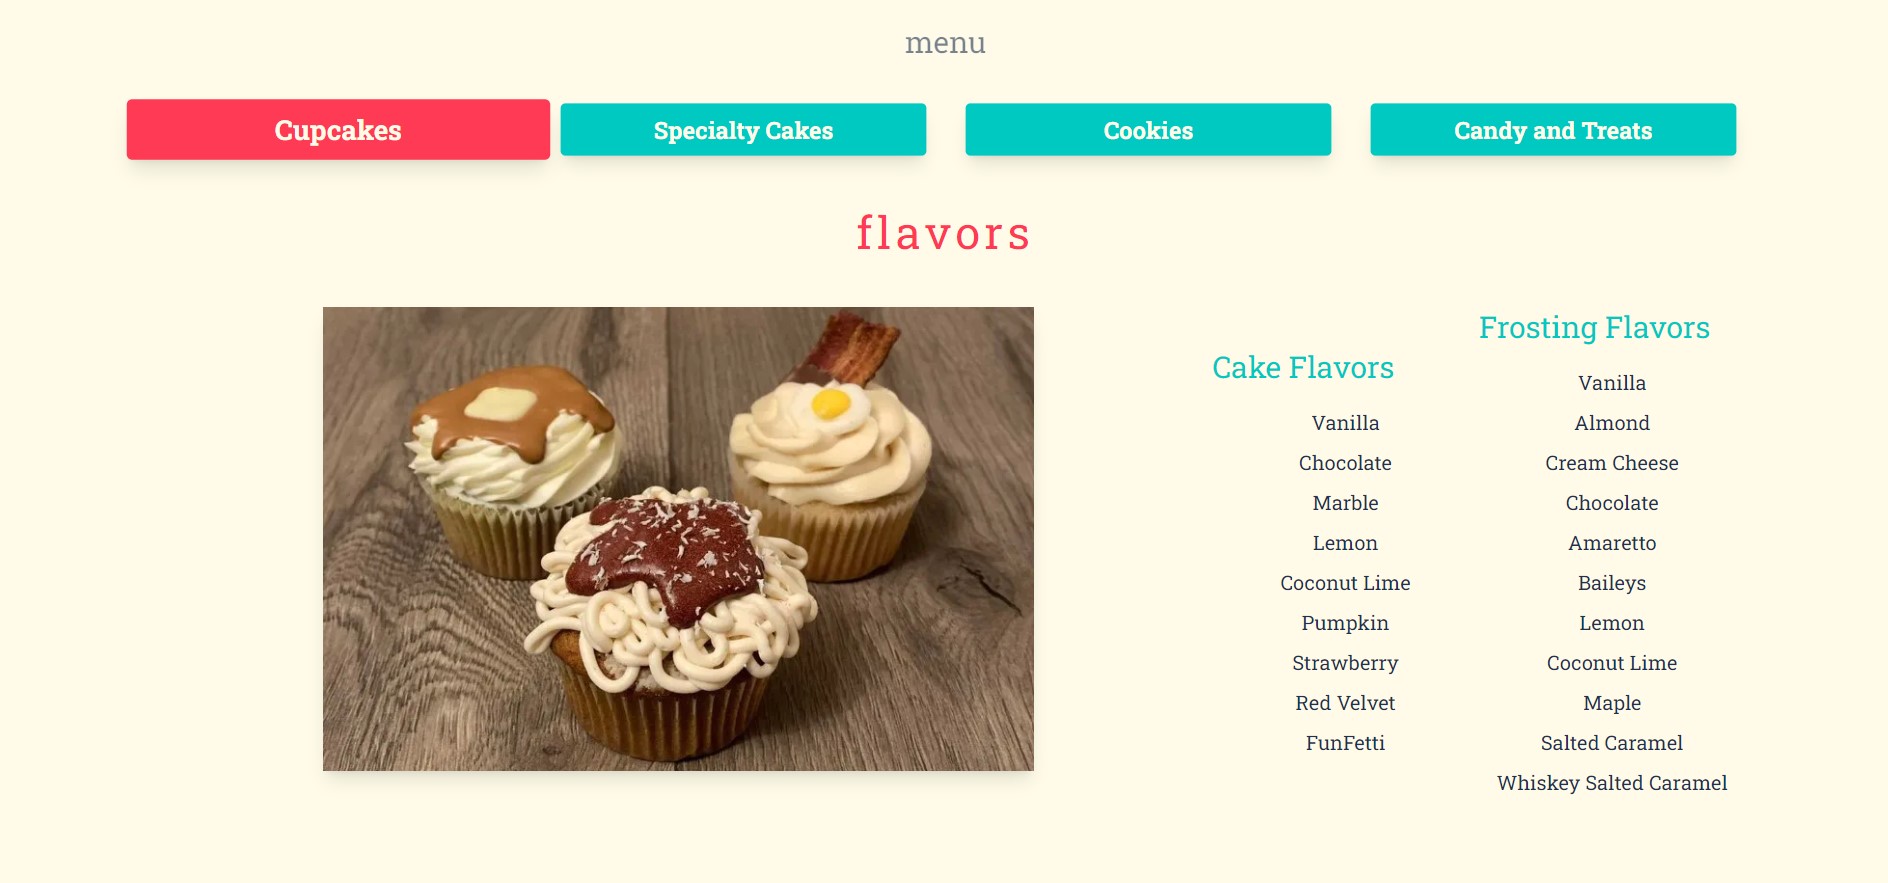 menu
Cupcakes
Specialty Cakes
Cookies
Candy and Treats
flavors
Cake Flavors
Vanilla
Chocolate
Marble
Lemon
Coconut Lime
Pumpkin
Strawberry
Red Velvet
FunFetti
Frosting Flavors
Vanilla
Almond
Cream Cheese
Chocolate
Amaretto
Baileys
Lemon
Coconut Lime
Maple
Salted Caramel
Whiskey Salted Caramel